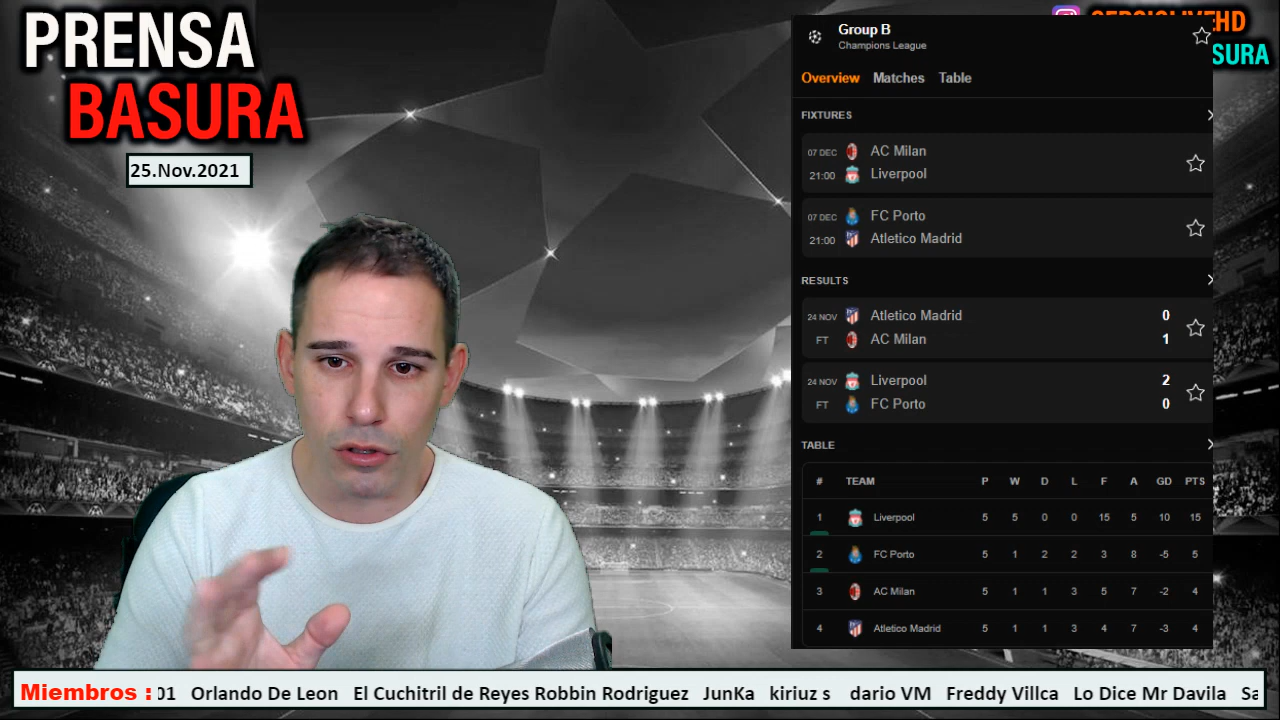 PRENSA
BASURA
25.Nov.2021
Group B
Champions League
Overview Matches Table
FIXTURES
07 DEC AC Milan
21:00 Liverpool
07 DEC FC Porto
21:00 Atletico Madrid
RESULTS
24 NOV Atletico Madrid 0
FT AC Milan 1
24 NOV Liverpool 2
FT FC Porto 0
TABLE
# TEAM P W D L F A GD PTS
1 Liverpool 5 5 0 0 15 5 10 15
2 FC Porto 5 1 2 2 3 8 -5 5
3 AC Milan 5 1 1 3 5 7 -2 4
4 Atletico Madrid 5 1 1 3 4 7 -3 4
Miembros : 01 Orlando De Leon El Cuchitril de Reyes Robbin Rodriguez JunKa kiriuz s dario VM Freddy Villca Lo Dice Mr Davila Sa